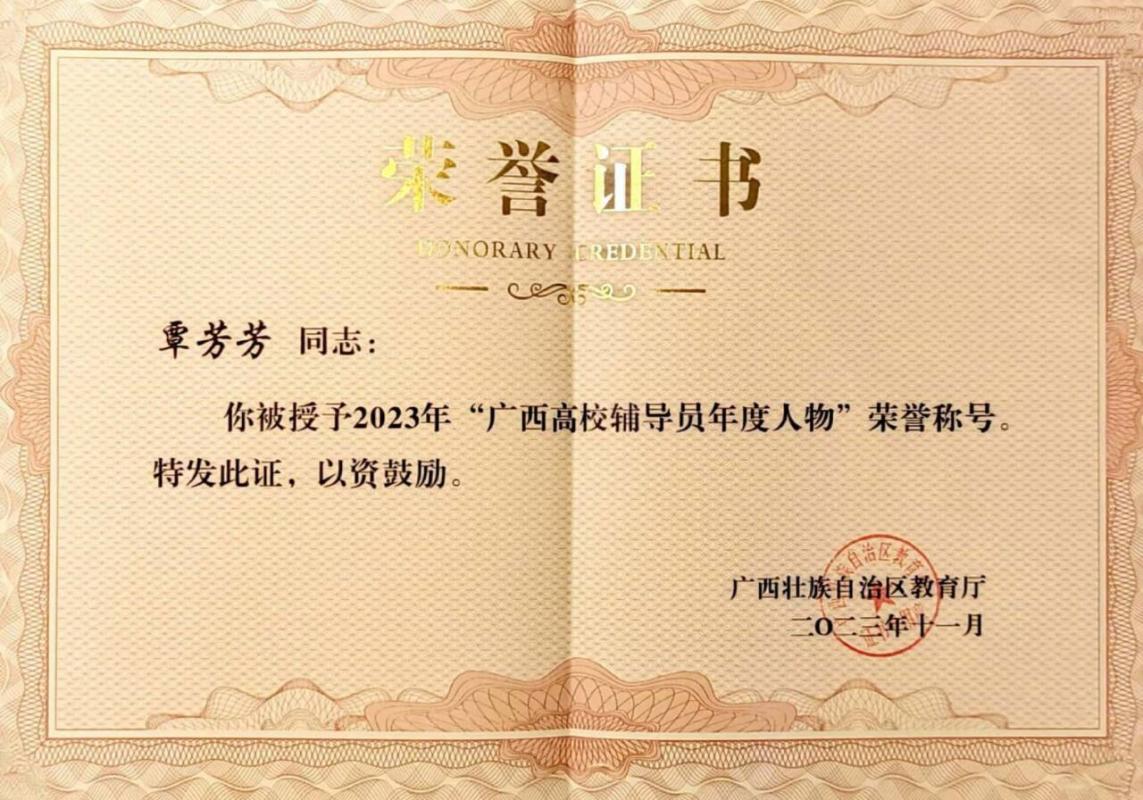 荣誉证书
HONORARY CREDENTIAL
覃芳芳 同志：
你被授予2023年“广西高校辅导员年度人物”荣誉称号。
特发此证，以资鼓励。
广西壮族自治区教育厅
二〇二三年十一月